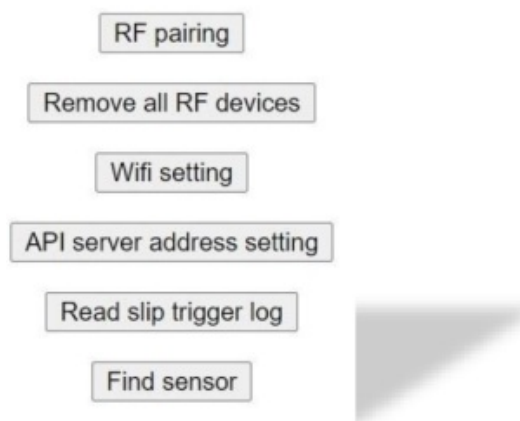 RF pairing
Remove all RF devices
Wifi setting
API server address setting
Read slip trigger log
Find sensor